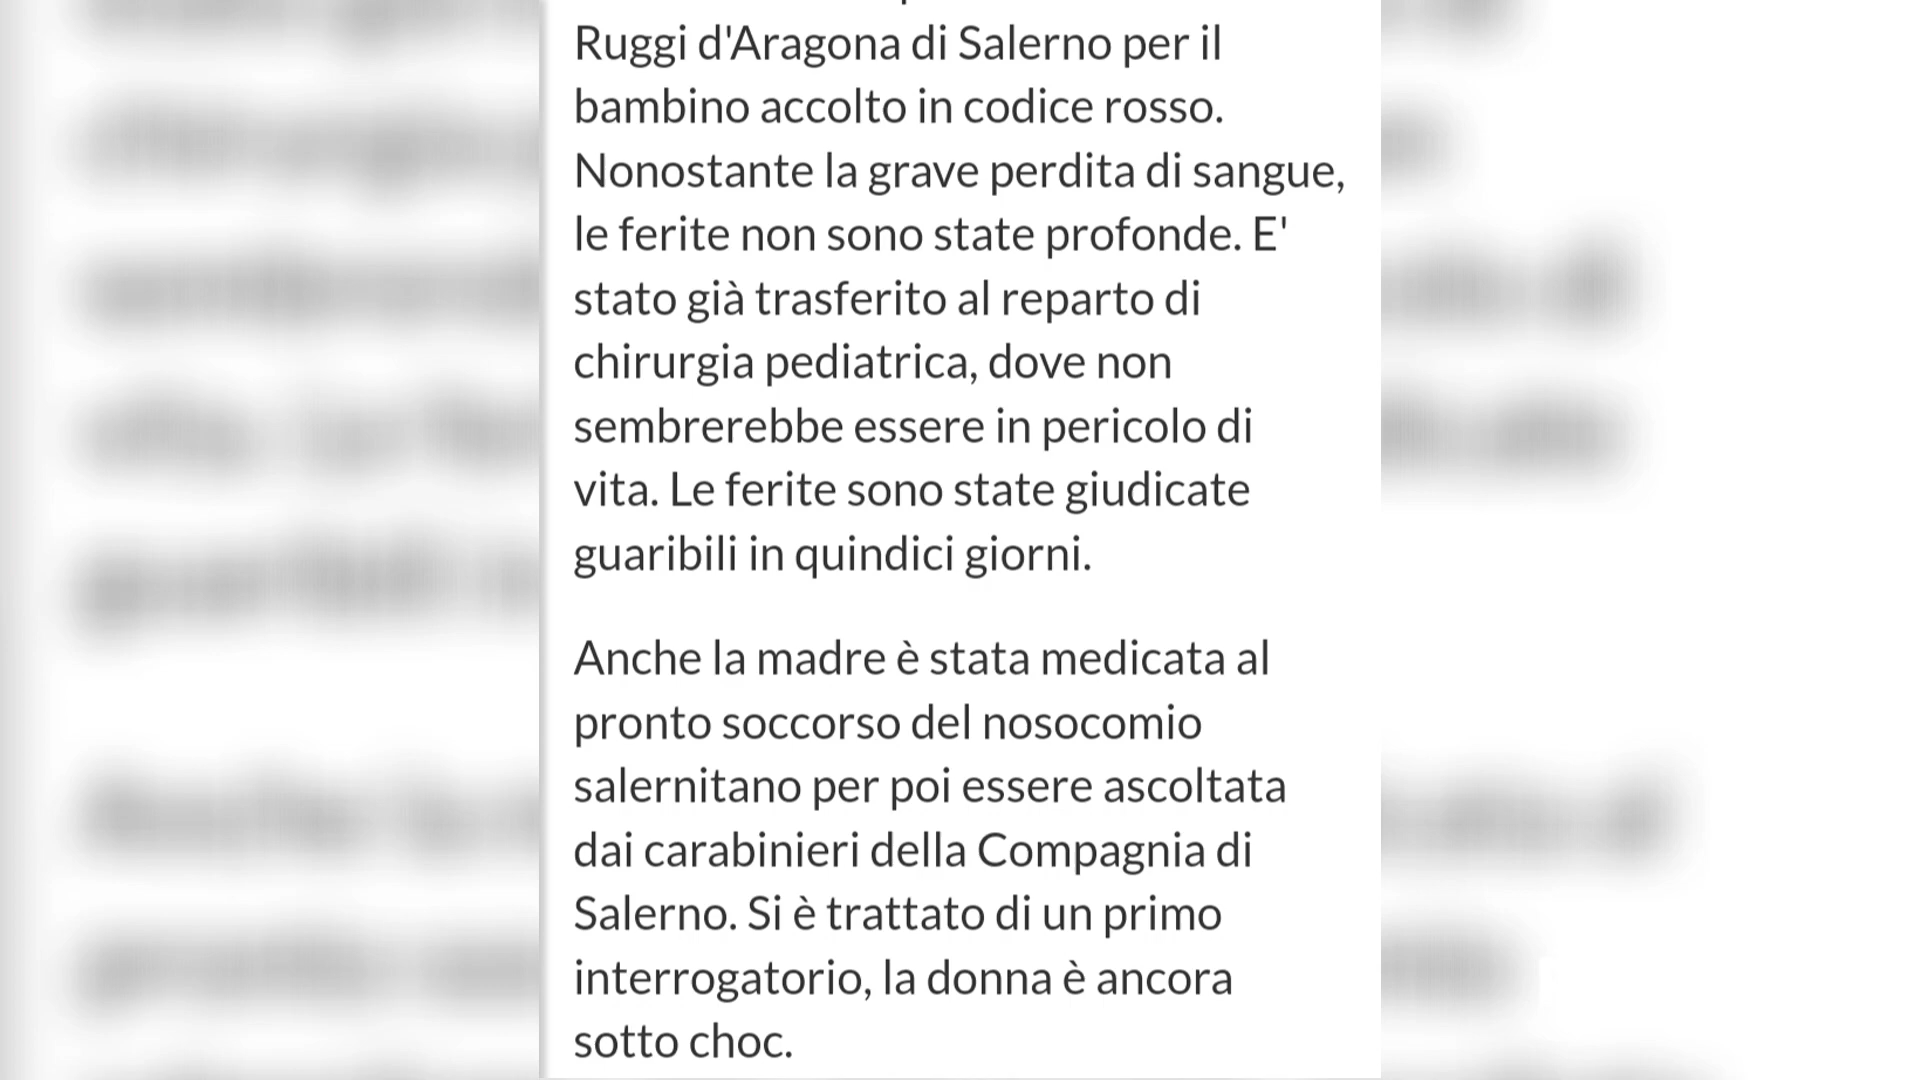 Ruggi d'Aragona di Salerno per il
bambino accolto in codice rosso.
Nonostante la grave perdita di sangue,
le ferite non sono state profonde. E'
stato già trasferito al reparto di
chirurgia pediatrica, dove non
sembrerebbe essere in pericolo di
vita. Le ferite sono state giudicate
guaribili in quindici giorni.
Anche la madre è stata medicata al
pronto soccorso del nosocomio
salernitano per poi essere ascoltata
dai carabinieri della Compagnia di
Salerno. Si è trattato di un primo
interrogatorio, la donna è ancora
sotto choc.